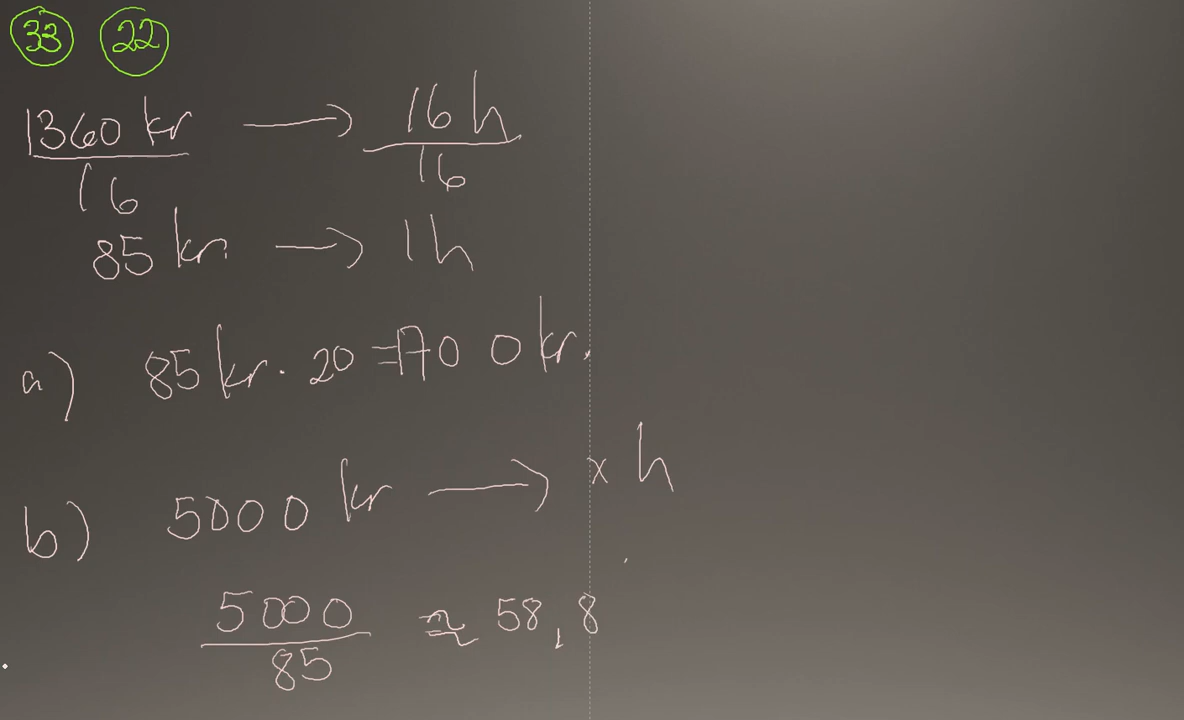 33 22
1360 kr → 16 h
16 16
85 kr. → 1 h
a) 85 kr. · 20 = 1700 kr.
b) 5000 kr → x h
5000 ≈ 58,8
85